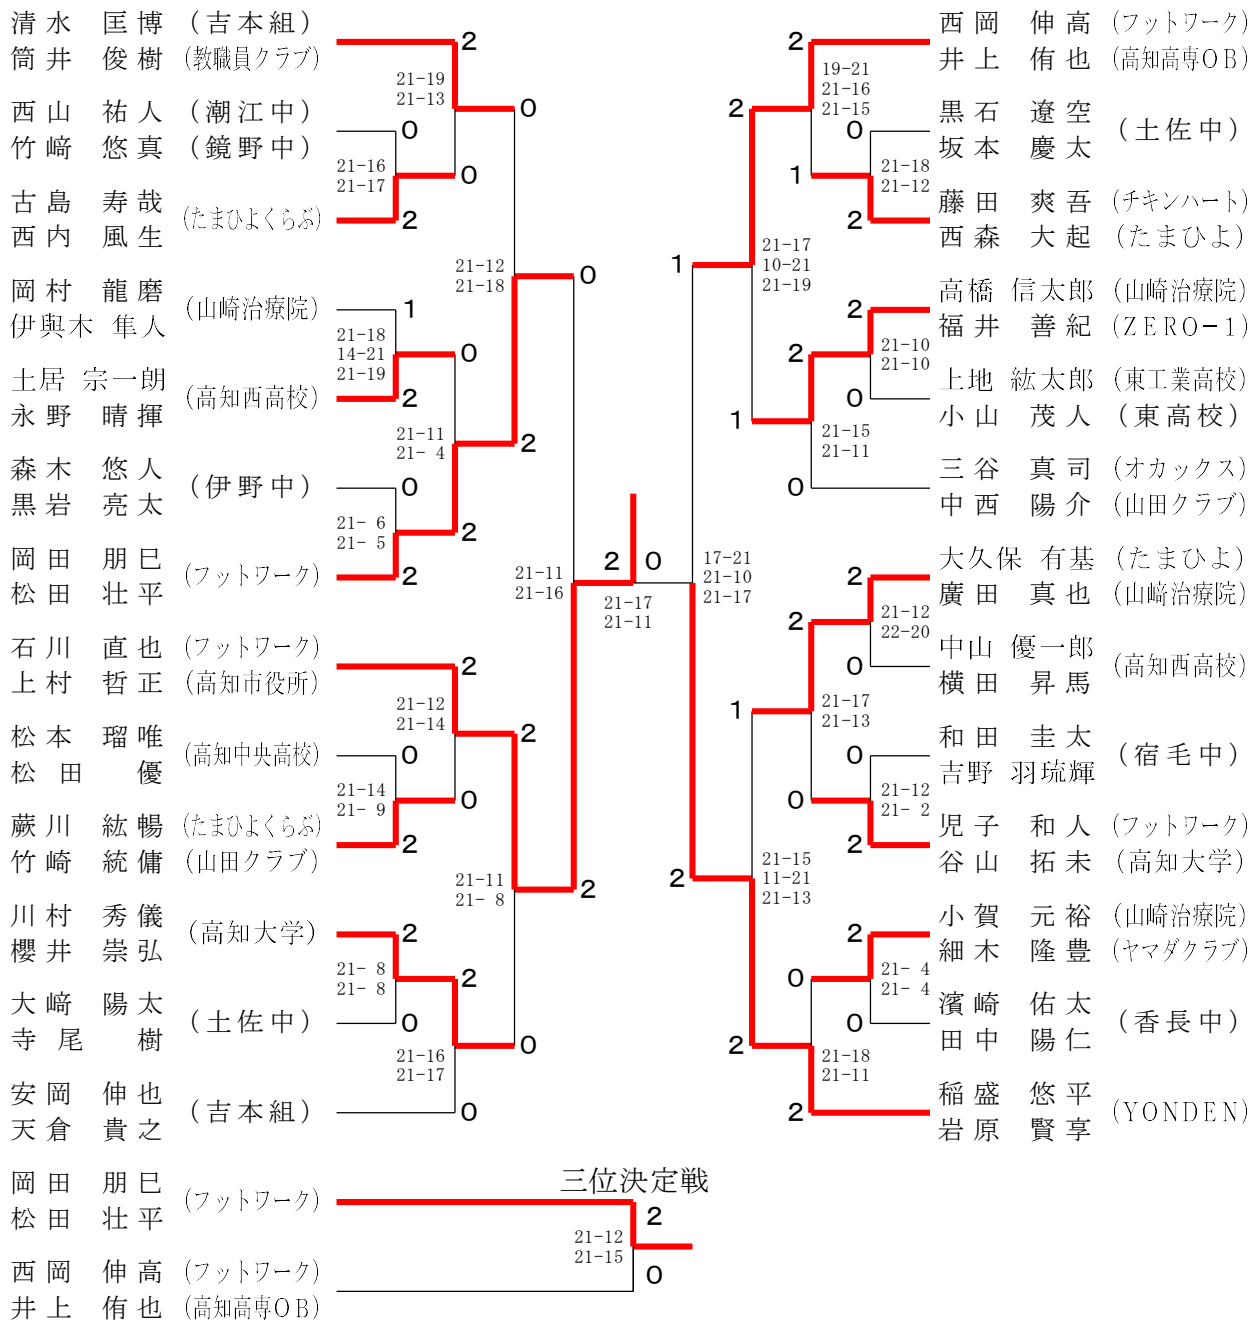 清水 匡博 (吉本組)
筒井 俊樹 (教職員クラブ)
西山 祐人 (潮江中)
竹﨑 悠真 (鏡野中)
古島 寿哉
西内 風生
(たまひよくらぶ)
岡村 龍磨
伊與木 隼人
(山崎治療院)
土居 宗一朗
永野 晴揮
(高知西高校)
森木 悠人
黒岩 亮太
(伊野中)
岡田 朋巳
松田 壮平
(フットワーク)
石川 直也 (フットワーク)
上村 哲正 (高知市役所)
松本 瑠唯
松田 優
(高知中央高校)
蕨川 紘暢 (たまひよくらぶ)
竹崎 統傭 (山田クラブ)
川村 秀儀
櫻井 崇弘
(高知大学)
大﨑 陽太
寺尾 樹
(土佐中)
安岡 伸也
天倉 貴之
(吉本組)
2
21-19
21-13
0
0
21-16
21-17
0
2
21-12
21-18
0
1
21-18
14-21
21-19
0
2
21-11
21- 4
2
0
21- 6
21- 5
2
2
21-11
21-16
2
21-12
21-14
2
0
21-14
21- 9
0
2
21-11
21- 8
2
2
21- 8
21- 8
2
0
21-16
21-17
0
0
2 0
21-17
21-11
西岡 伸高 (フットワーク)
井上 侑也 (高知高専OB)
黒石 遼空
坂本 慶太
(土佐中)
藤田 爽吾 (チキンハート)
西森 大起 (たまひよ)
高橋 信太郎 (山崎治療院)
福井 善紀 (ZERO-1)
上地 紘太郎 (東工業高校)
小山 茂人 (東高校)
三谷 真司 (オカックス)
中西 陽介 (山田クラブ)
大久保 有基 (たまひよ)
廣田 真也 (山﨑治療院)
中山 優一郎
横田 昇馬
(高知西高校)
和田 圭太
吉野 羽琉輝
(宿毛中)
児子 和人 (フットワーク)
谷山 拓未 (高知大学)
小賀 元裕 (山崎治療院)
細木 隆豊 (ヤマダクラブ)
濱崎 佑太
田中 陽仁
(香長中)
稲盛 悠平
岩原 賢享
(YONDEN)
2
19-21
21-16
21-15
2
0
21-18
21-12
1
2
21-17
10-21
21-19
1
2
21-10
21-10
2
0
1
21-15
21-11
0
17-21
21-10
21-17
2
21-12
22-20
2
0
21-17
21-13
1
0
21-12
21- 2
0
2
21-15
11-21
21-13
2
2
21- 4
21- 4
0
0
2
21-18
21-11
2
三位決定戦
岡田 朋巳
松田 壮平
(フットワーク)
2
21-12
21-15
0
西岡 伸高 (フットワーク)
井上 侑也 (高知高専OB)